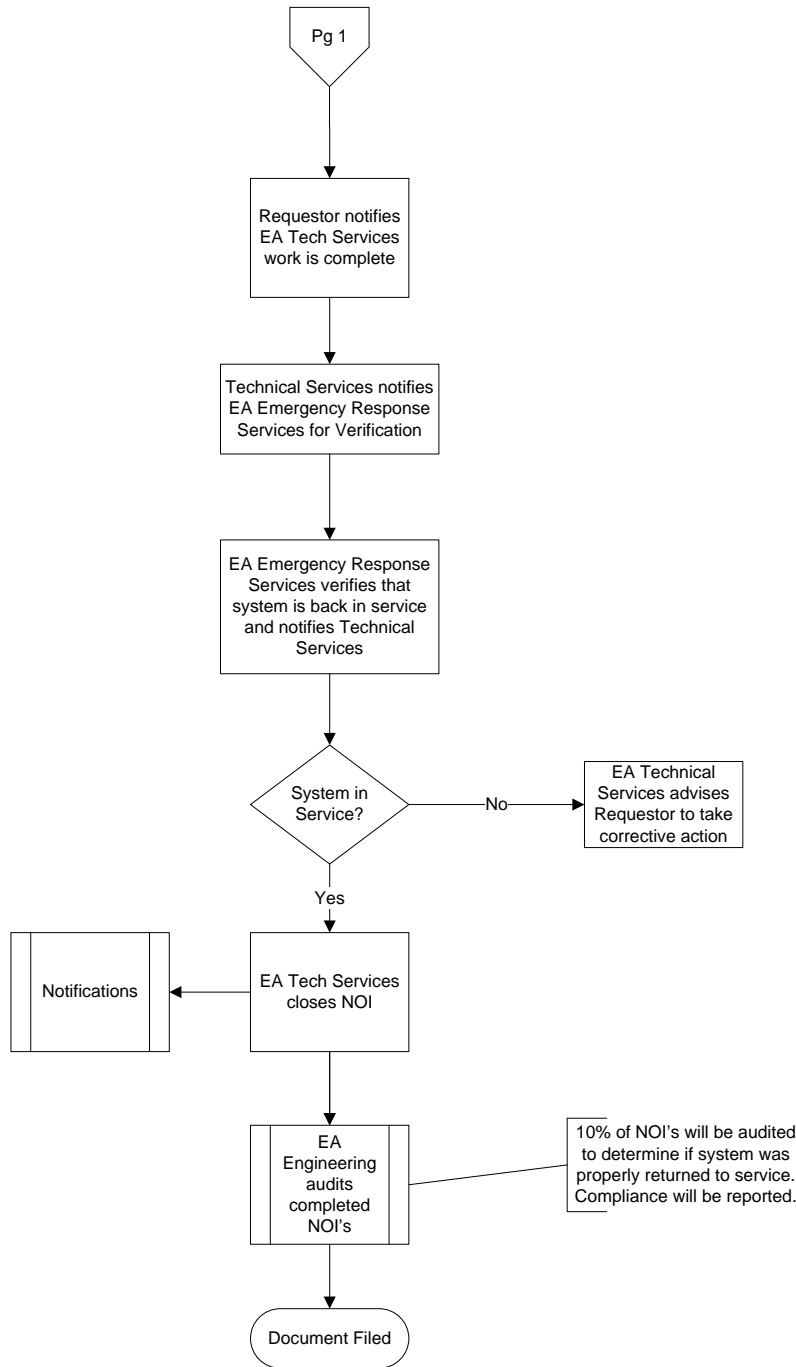 Pg 1
Requestor notifies
EA Tech Services
work is complete
Technical Services notifies
EA Emergency Response
Services for Verification
EA Emergency Response
Services verifies that
system is back in service
and notifies Technical
Services
System in
Service?
No
EA Technical
Services advises
Requestor to take
corrective action
Yes
Notifications
EA Tech Services
closes NOI
EA
Engineering
audits
completed
NOI's
10% of NOI's will be audited
to determine if system was
properly returned to service.
Compliance will be reported.
Document Filed